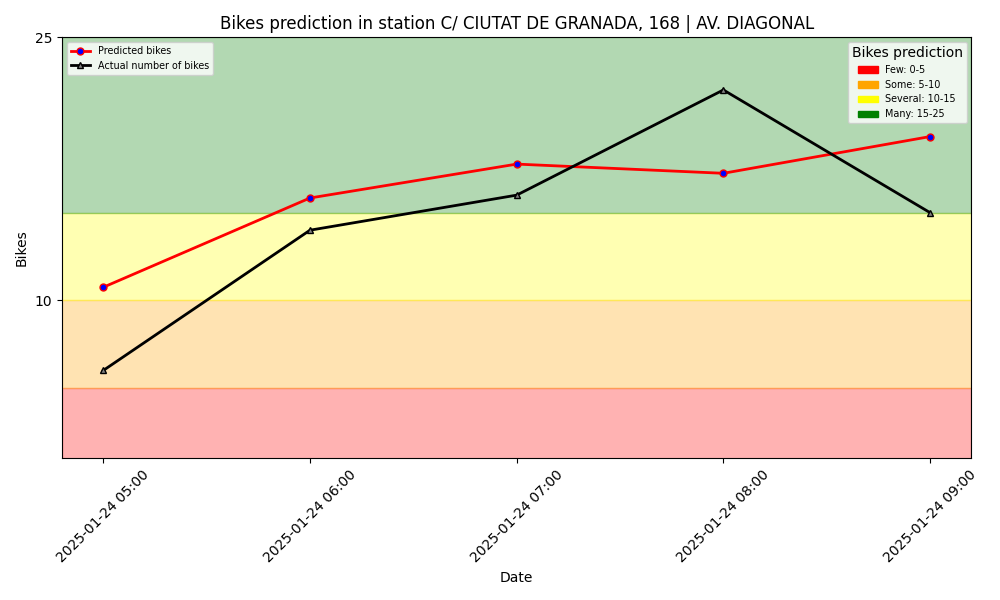 Bikes prediction in station C/ CIUTAT DE GRANADA, 168 | AV. DIAGONAL
25
Predicted bikes
Actual number of bikes
Bikes prediction
Few: 0-5
Some: 5-10
Several: 10-15
Many: 15-25
Bikes
10
2025-01-24 05:00
2025-01-24 06:00
2025-01-24 07:00
2025-01-24 08:00
2025-01-24 09:00
Date